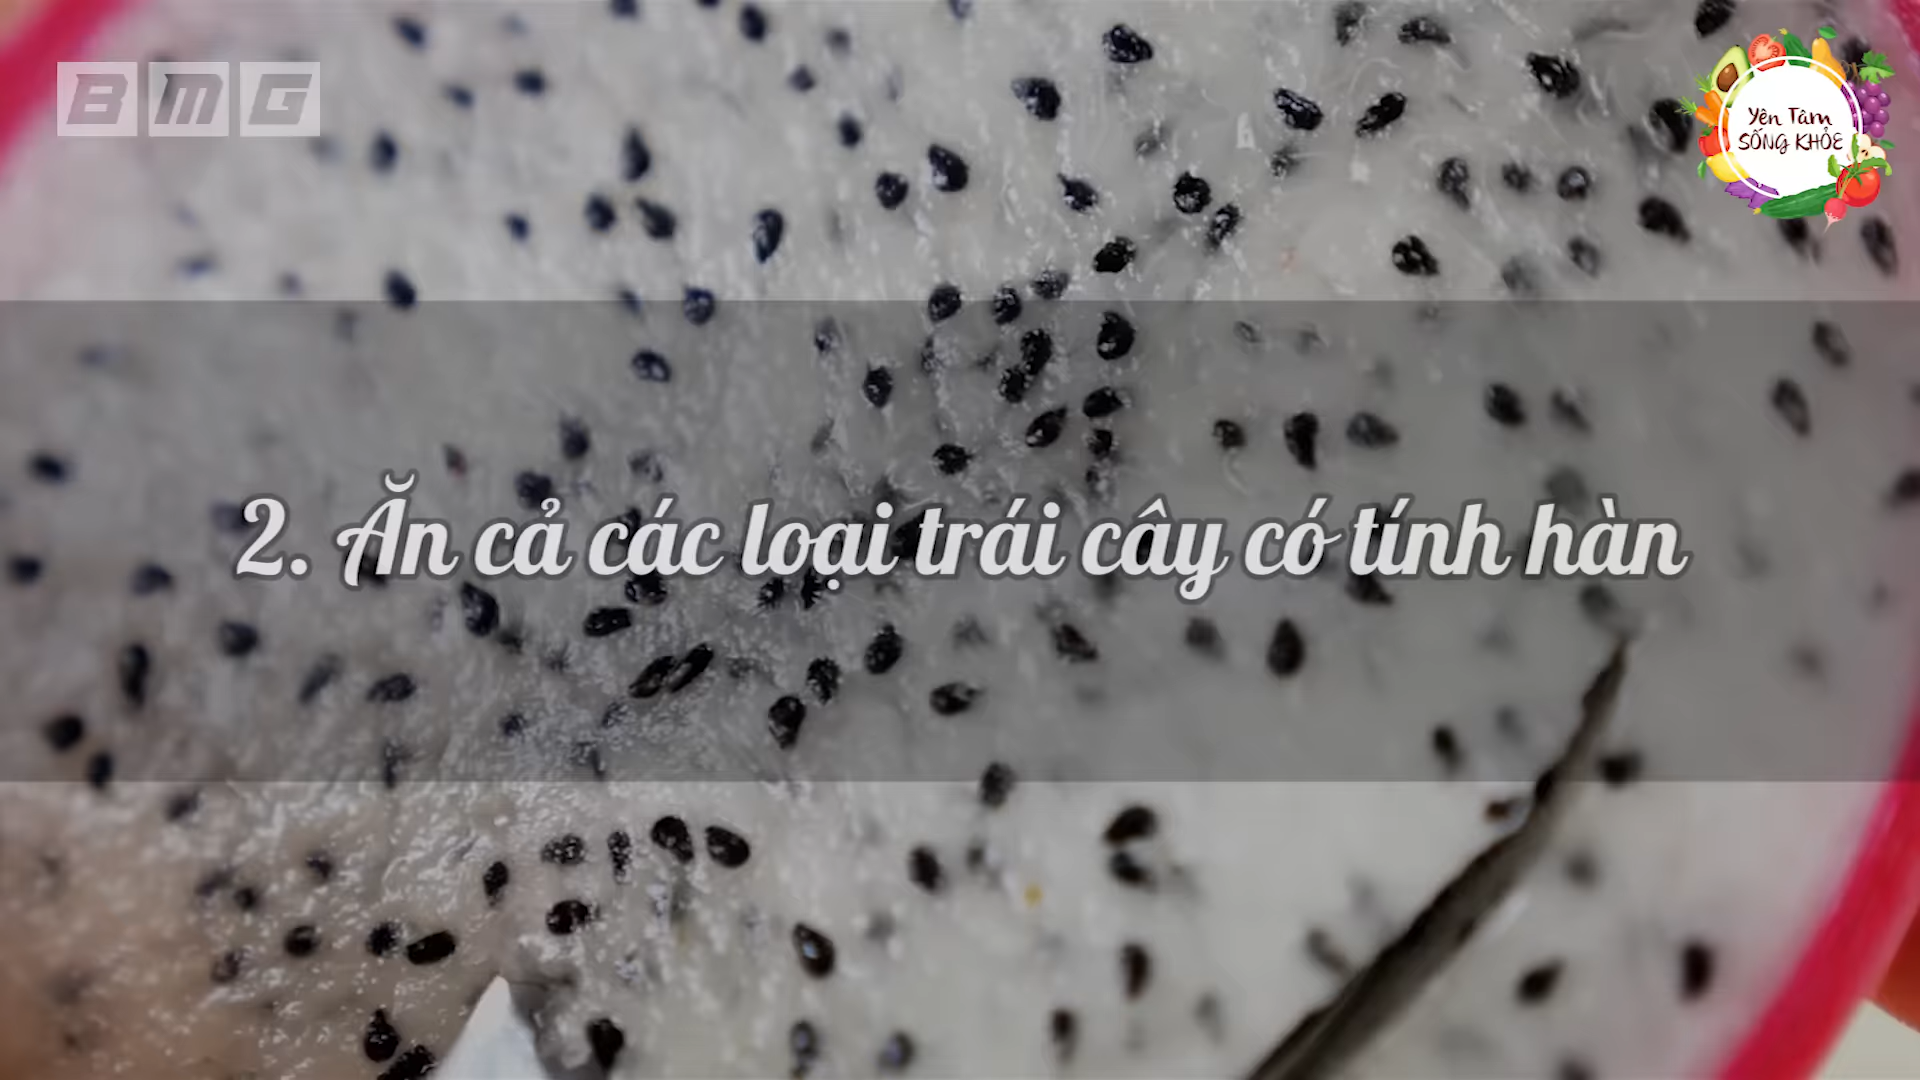 BMG
Yên Tâm
SỐNG KHỎE
2. Ăn cả các loại trái cây có tính hàn